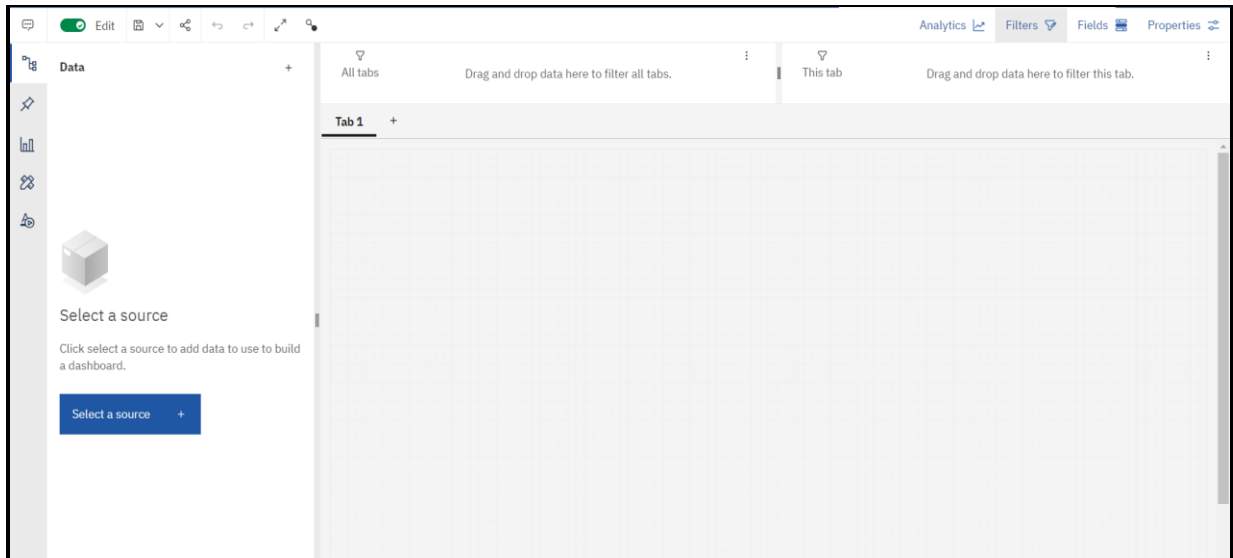 Edit
Analytics
Filters
Fields
Properties
Data
+
All tabs
Drag and drop data here to filter all tabs.
This tab
Drag and drop data here to filter this tab.
Tab 1 +
Select a source
Click select a source to add data to use to build
a dashboard.
Select a source +